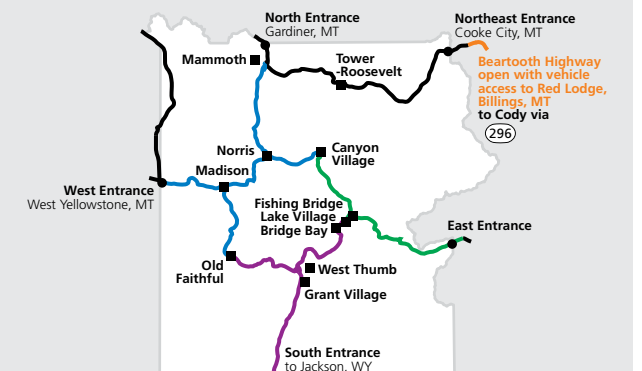 North Entrance
Gardiner, MT
Northeast Entrance
Cooke City, MT
Mammoth
Tower
-Roosevelt
Beartooth Highway
open with vehicle
access to Red Lodge,
Billings, MT
to Cody via
296
Norris
Canyon
Village
Madison
West Entrance
West Yellowstone, MT
Fishing Bridge
Lake Village
Bridge Bay
East Entrance
Old
Faithful
West Thumb
Grant Village
South Entrance
to Jackson, WY